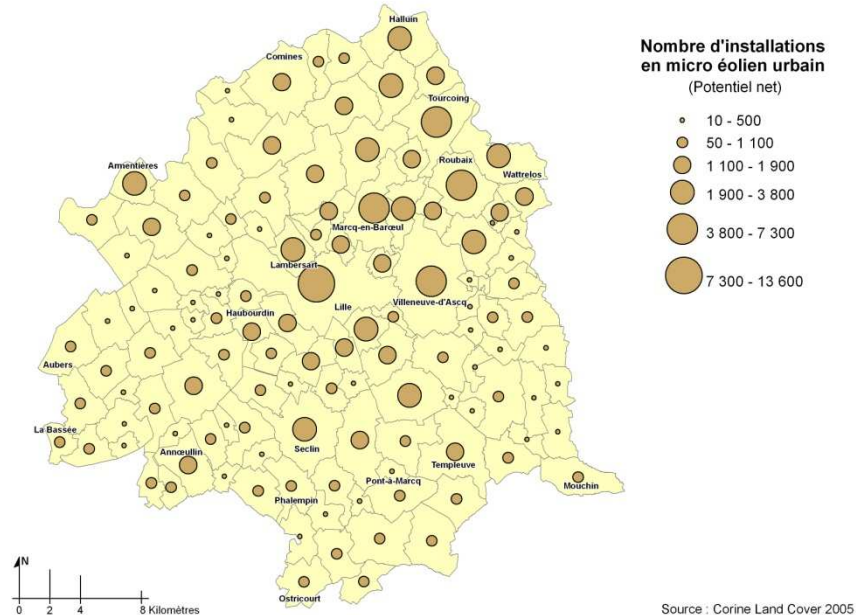 Halluin
Comines
Tourcoing
Armentières
Roubaix
Wattrelos
Marcq-en-Barœul
Lambersart
Lille
Villeneuve-d'Ascq
Haubourdin
Aubers
La Bassée
Annœullin
Seclin
Templeuve
Phalempin
Pont-à-Marcq
Mouchin
Ostricourt
Nombre d'installations
en micro éolien urbain
(Potentiel net)
10 - 500
50 - 1 100
1 100 - 1 900
1 900 - 3 800
3 800 - 7 300
7 300 - 13 600
N
0 2 4 8 Kilomètres
Source : Corine Land Cover 2005